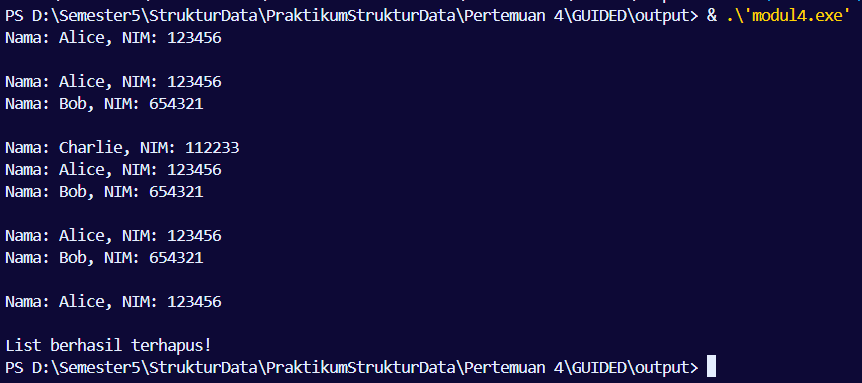 PS D:\Semester5\StrukturData\PraktikumStrukturData\Pertemuan 4\GUIDED\output> & .\'modul4.exe'
Nama: Alice, NIM: 123456
Nama: Alice, NIM: 123456
Nama: Bob, NIM: 654321
Nama: Charlie, NIM: 112233
Nama: Alice, NIM: 123456
Nama: Bob, NIM: 654321
Nama: Alice, NIM: 123456
Nama: Bob, NIM: 654321
Nama: Alice, NIM: 123456
List berhasil terhapus!
PS D:\Semester5\StrukturData\PraktikumStrukturData\Pertemuan 4\GUIDED\output>